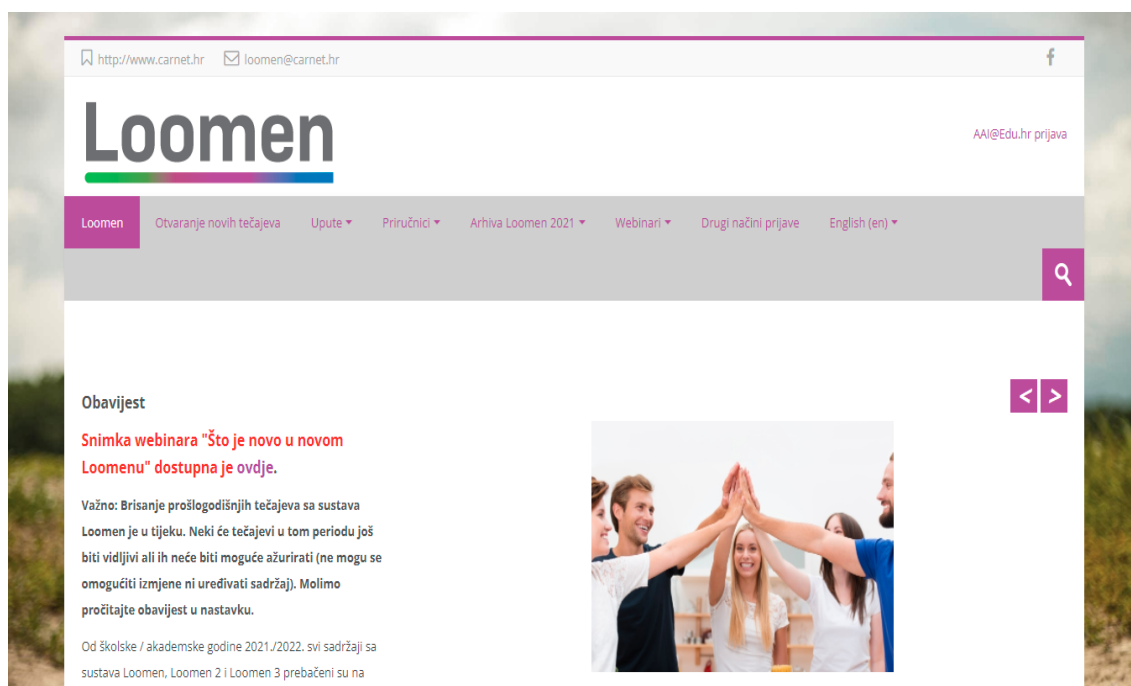 http://www.carnet.hr loomen@carnet.hr f
Loomen
AAI@Edu.hr prijava
Loomen Otvaranje novih tečajeva Upute Priručnici Arhiva Loomen 2021 Webinari Drugi načini prijave English (en)
< >
Obavijest
Snimka webinara "Što je novo u novom
Loomenu" dostupna je ovdje.
Važno: Brisanje prošlogodišnjih tečajeva sa sustava
Loomen je u tijeku. Neki će tečajevi u tom periodu još
biti vidljivi ali ih neće biti moguće ažurirati (ne mogu se
omogućiti izmjene ni uređivati sadržaj). Molimo
pročitajte obavijest u nastavku.
Od školske / akademske godine 2021./2022. svi sadržaji sa
sustava Loomen, Loomen 2 i Loomen 3 prebačeni su na